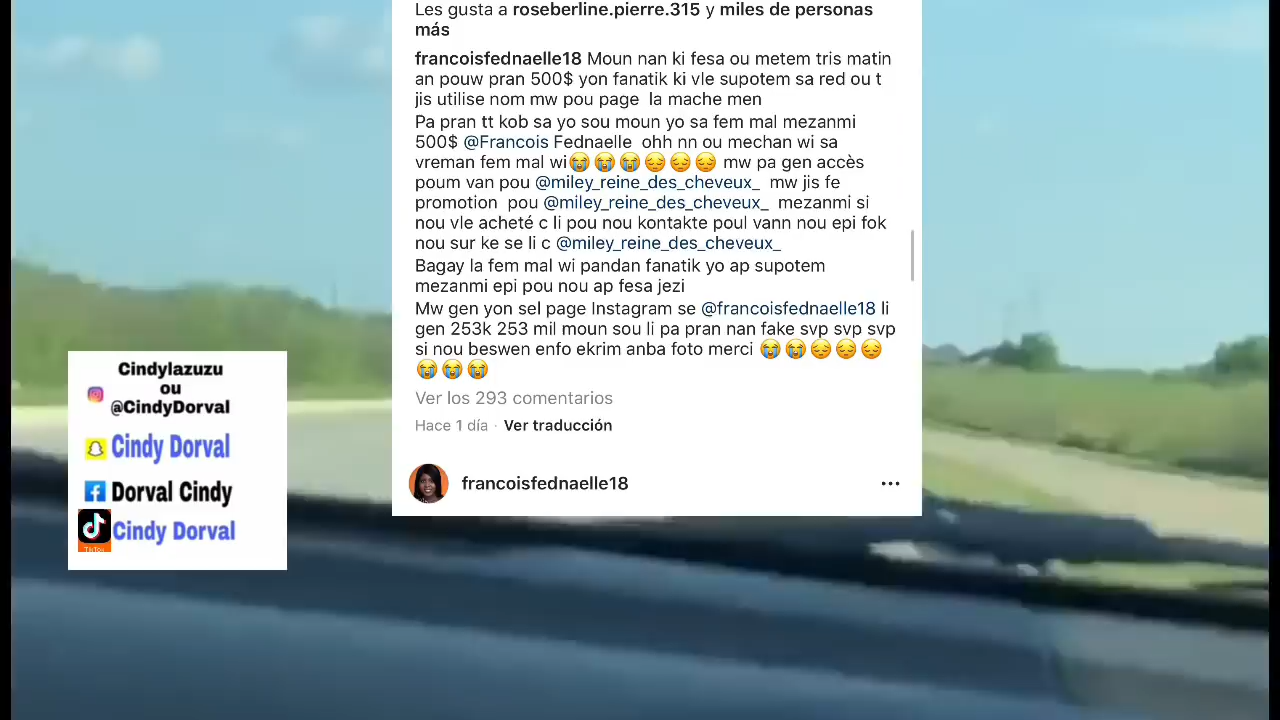 Les gusta a roseberline.pierre.315 y miles de personas
más
francoisfednaelle18 Moun nan ki fesa ou metem tris matin
an pouw pran 500$ yon fanatik ki vle supotem sa red ou t
jis utilise nom mw pou page la mache men
Pa pran tt kob sa yo sou moun yo sa fem mal mezanmi
500$ @Francois Fednaelle ohh nn ou mechan wi sa
vreman fem mal wi😭😭😭😔😔😔 mw pa gen accès
poum van pou @miley_reine_des_cheveux_ mw jis fe
promotion pou @miley_reine_des_cheveux_ mezanmi si
nou vle acheté c li pou nou kontakte poul vann nou epi fok
nou sur ke se li c @miley_reine_des_cheveux_
Bagay la fem mal wi pandan fanatik yo ap supotem
mezanmi epi pou nou ap fesa jezi
Mw gen yon sel page Instagram se @francoisfednaelle18 li
gen 253k 253 mil moun sou li pa pran nan fake svp svp svp
si nou beswen enfo ekrim anba foto merci 😭😭😔😔😔
😭😭😭
Ver los 293 comentarios
Hace 1 día · Ver traducción
francoisfednaelle18
Cindylazuzu
ou
@CindyDorval
Cindy Dorval
Dorval Cindy
Cindy Dorval
TikTok